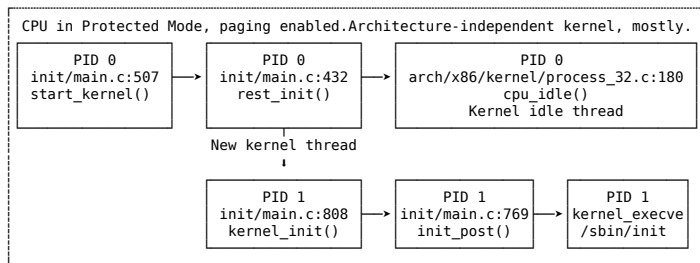 CPU in Protected Mode, paging enabled.Architecture-independent kernel, mostly.
PID 0
init/main.c:507
start_kernel()
PID 0
init/main.c:432
rest_init()
PID 0
arch/x86/kernel/process_32.c:180
cpu_idle()
Kernel idle thread
New kernel thread
PID 1
init/main.c:808
kernel_init()
PID 1
init/main.c:769
init_post()
PID 1
kernel_execve
/sbin/init